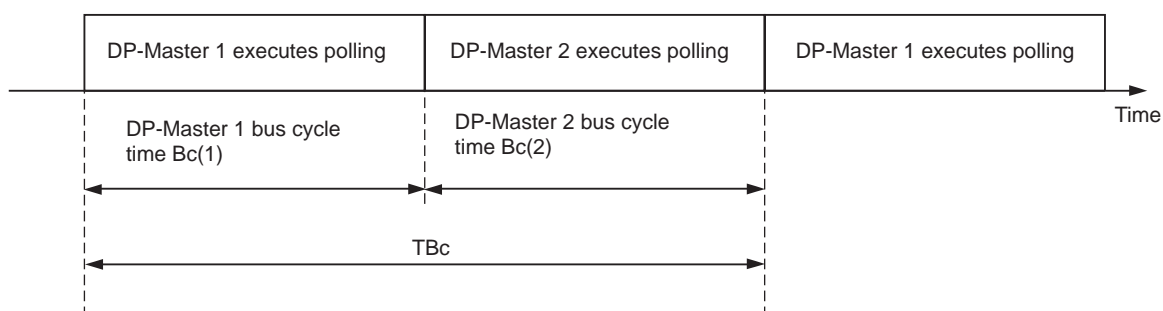 DP-Master 1 executes polling
DP-Master 2 executes polling
DP-Master 1 executes polling
Time
DP-Master 1 bus cycle
time Bc(1)
DP-Master 2 bus cycle
time Bc(2)
TBc